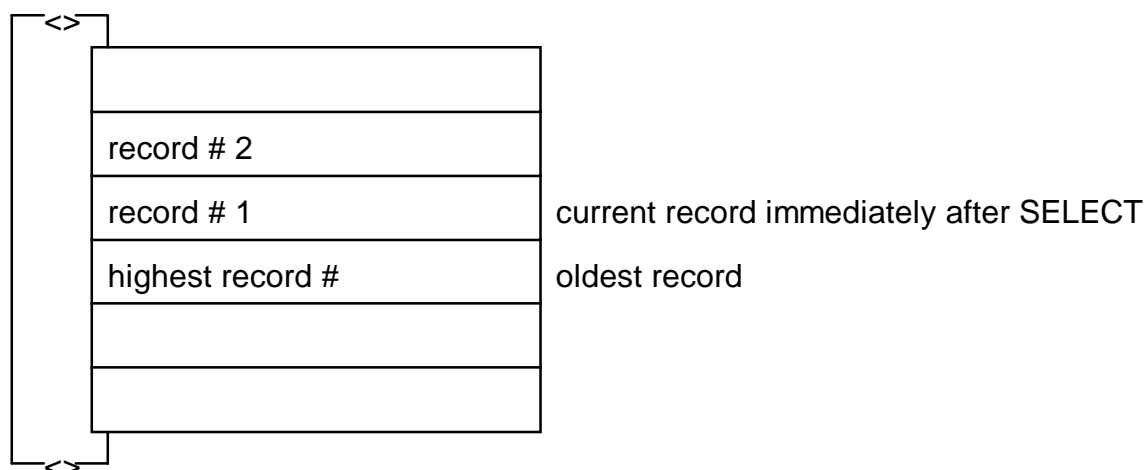 <>
record # 2
record # 1 current record immediately after SELECT
highest record # oldest record
<>